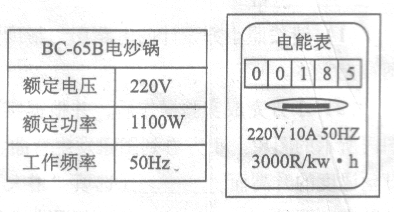 BC-65B电炒锅
额定电压 220V
额定功率 1100W
工作频率 50Hz
电能表
0 0 1 8 5
220V 10A 50HZ
3000R/kw·h